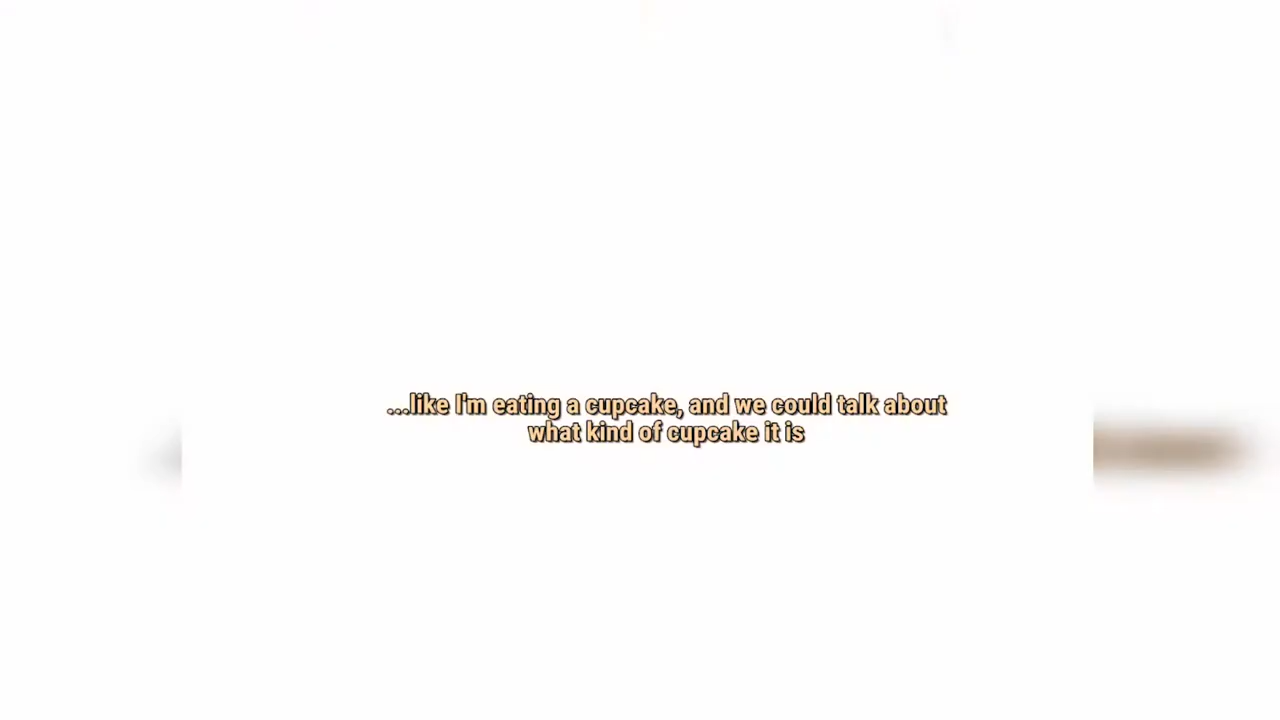 ...like I'm eating a cupcake, and we could talk about
what kind of cupcake it is